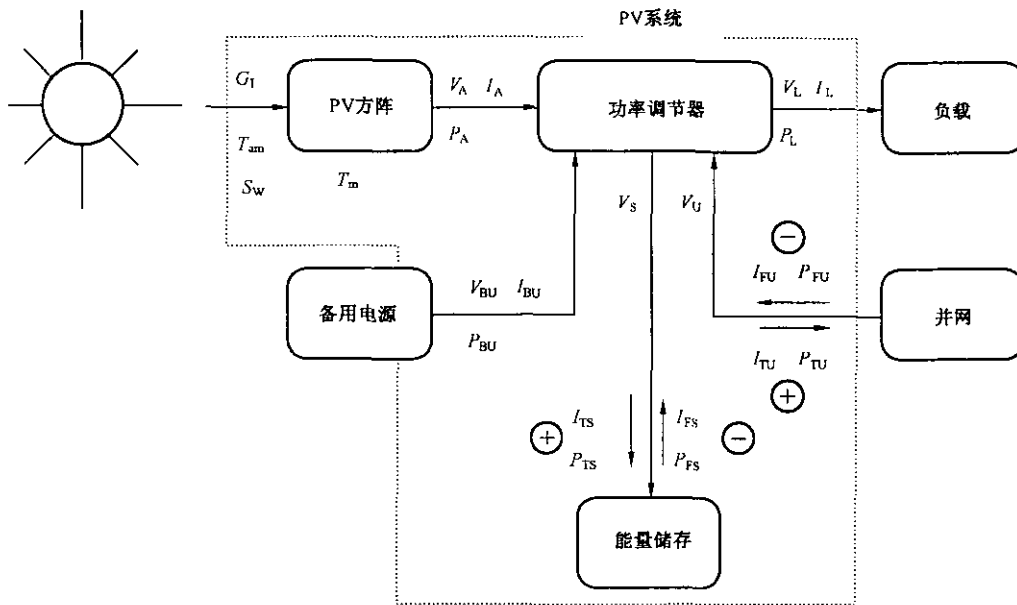 PV系统
G_I
T_am
S_W
PV方阵
T_m
V_A I_A
P_A
功率调节器
V_L I_L
P_L
负载
V_S
V_U
备用电源
V_BU I_BU
P_BU
−
I_FU P_FU
I_TU P_TU
+
并网
+
I_TS
P_TS
I_FS
P_FS
−
能量储存